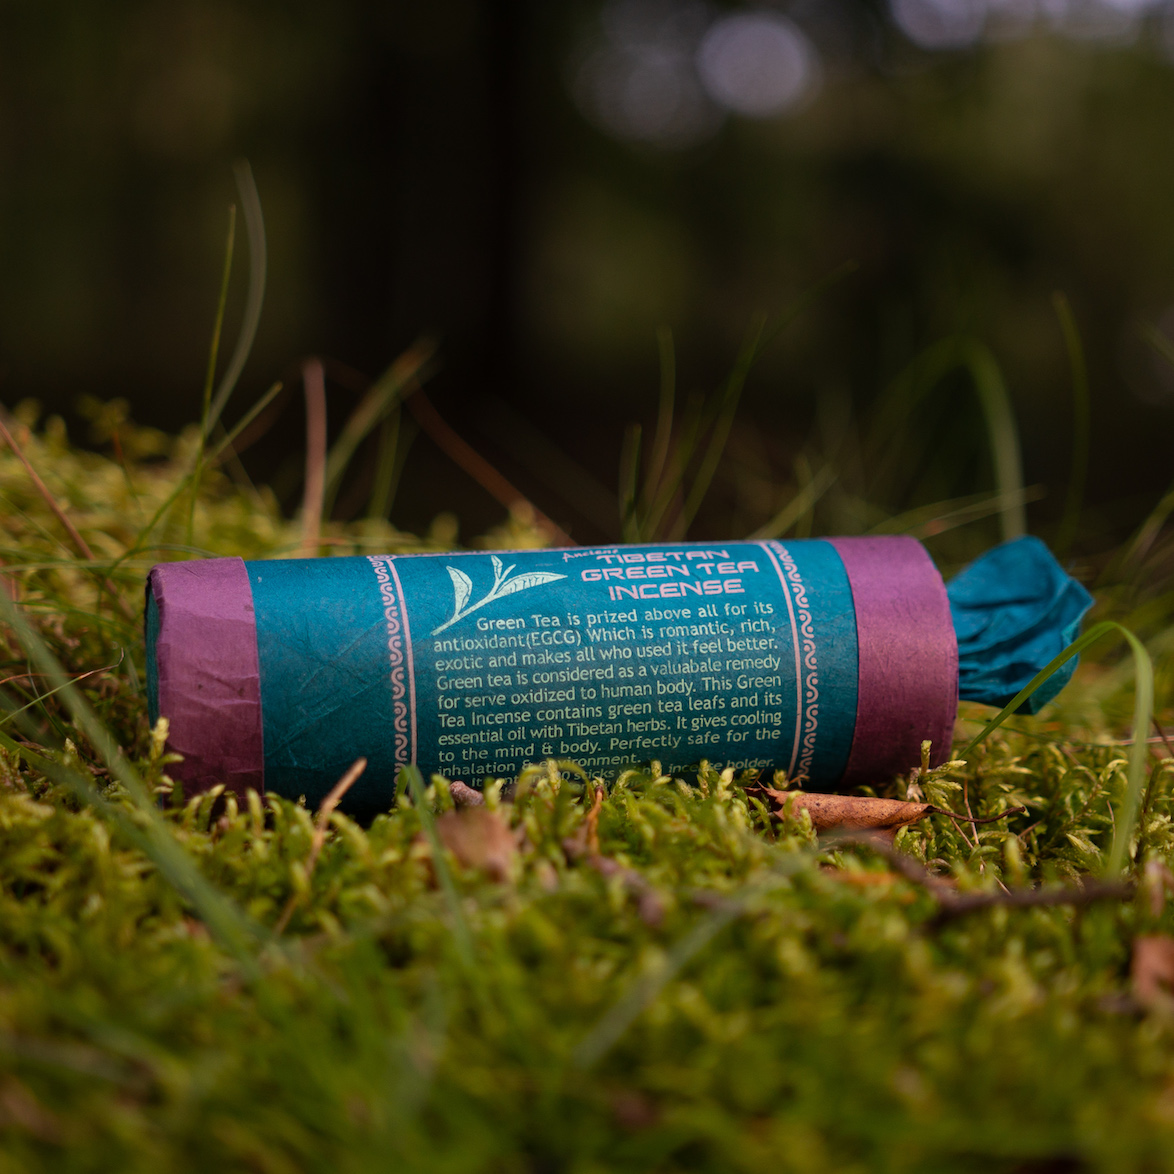 Ancient
TIBETAN
GREEN TEA
INCENSE
Green Tea is prized above all for its
antioxidant(EGCG) Which is romantic, rich,
exotic and makes all who used it feel better.
Green tea is considered as a valuabale remedy
for serve oxidized to human body. This Green
Tea Incense contains green tea leafs and its
essential oil with Tibetan herbs. It gives cooling
to the mind & body. Perfectly safe for the
inhalation & environment.
sticks holder.